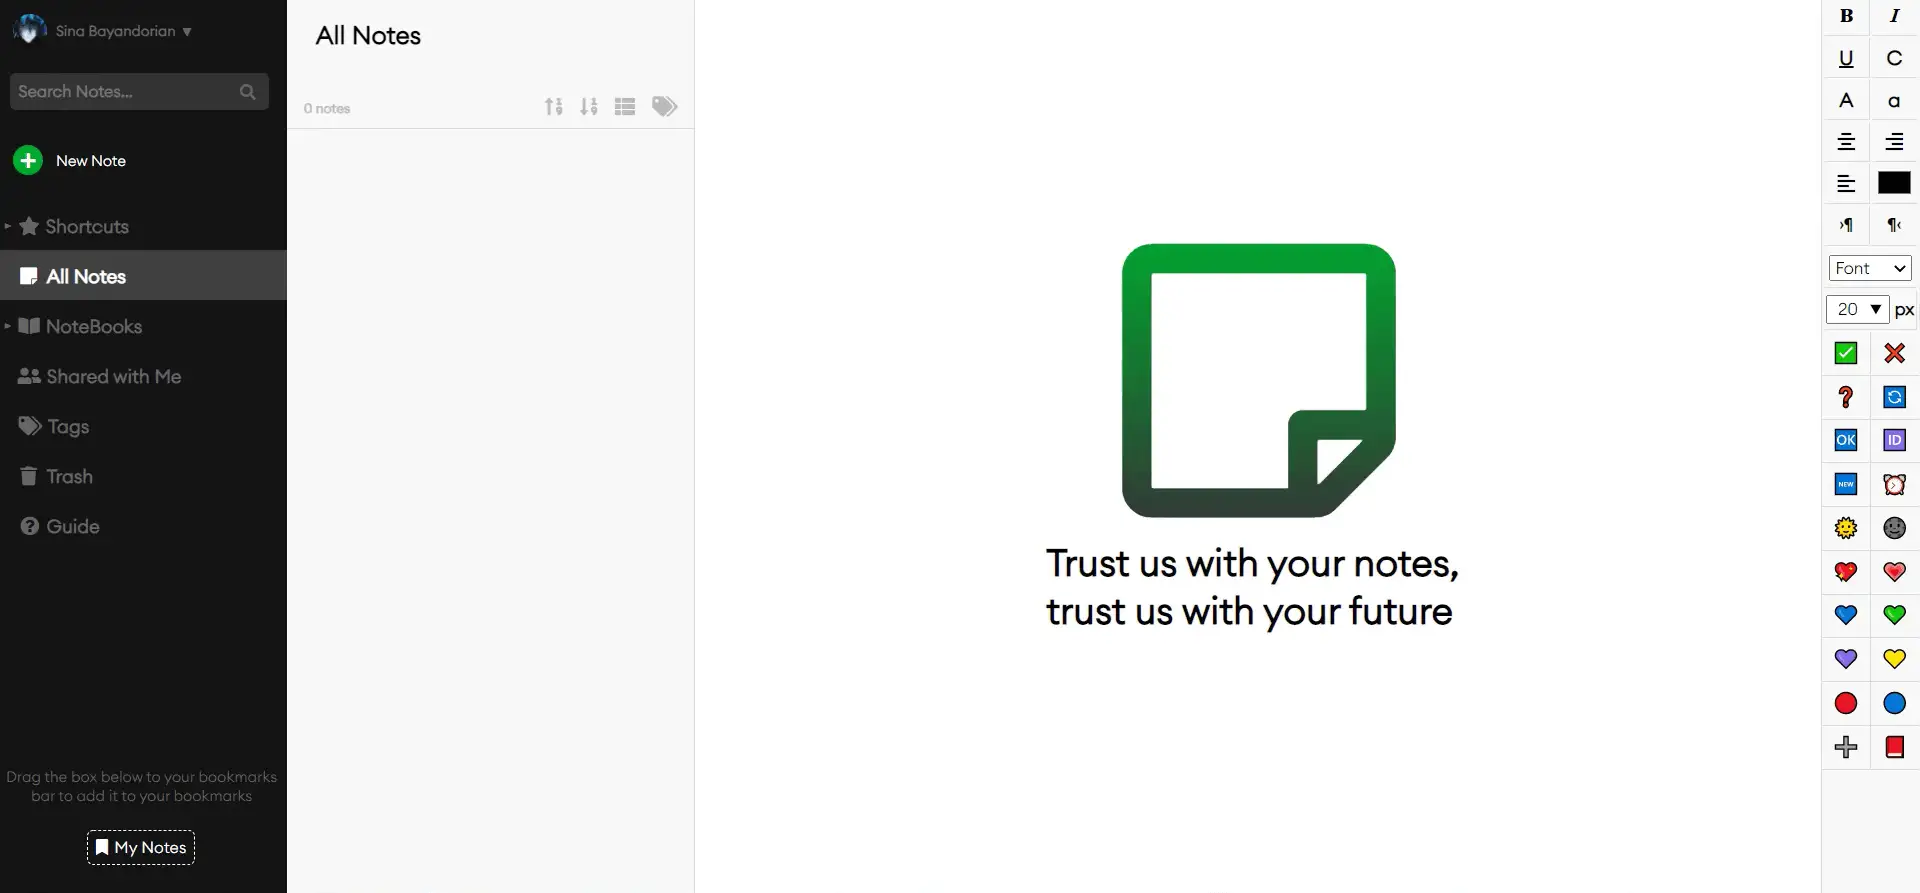 Sina Bayandorian ▼
Search Notes...
New Note
Shortcuts
All Notes
NoteBooks
Shared with Me
Tags
Trash
Guide
Drag the box below to your bookmarks
bar to add it to your bookmarks
My Notes
All Notes
0 notes
Trust us with your notes,
trust us with your future
B I
U C
A a
›¶ ¶‹
Font
20 ▼ px
OK ID
NEW